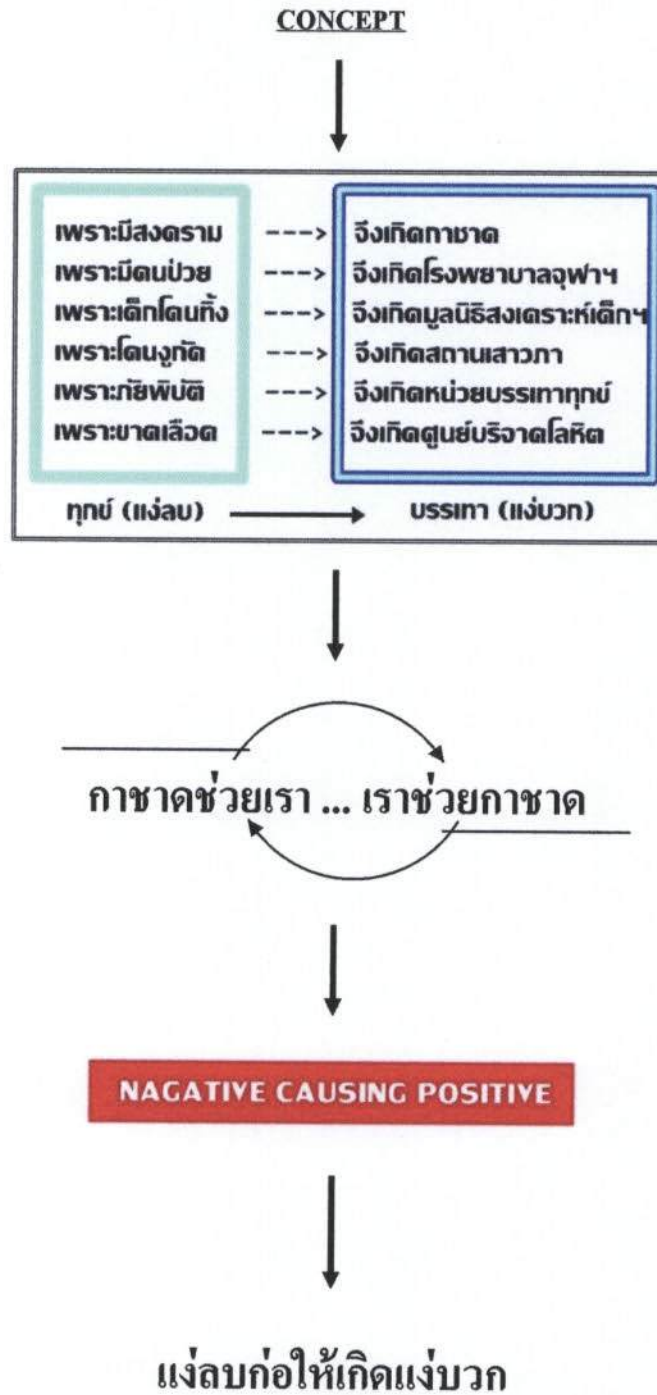 CONCEPT
เพราะมีสงคราม ---> จึงเกิดกาชาด
เพราะมีคนป่วย ---> จึงเกิดโรงพยาบาลจุฬาฯ
เพราะเด็กโดนทิ้ง ---> จึงเกิดมูลนิธิสงเคราะห์เด็กฯ
เพราะโดนงูกัด ---> จึงเกิดสถานเสาวภา
เพราะภัยพิบัติ ---> จึงเกิดหน่วยบรรเทาทุกข์
เพราะขาดเลือด ---> จึงเกิดศูนย์บริจาคโลหิต
ทุกข์ (แง่ลบ) บรรเทา (แง่บวก)
กาชาดช่วยเรา ... เราช่วยกาชาด
NAGATIVE CAUSING POSITIVE
แง่ลบก่อให้เกิดแง่บวก